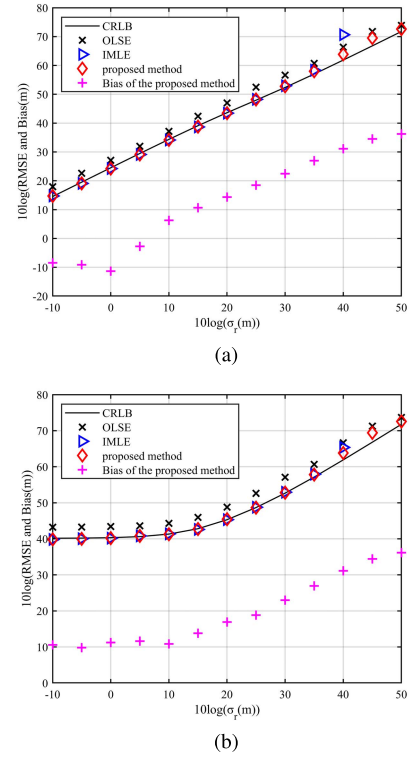 80
70
60
50
40
30
20
10
0
-10
-20
10log(RMSE and Bias(m))
CRLB
OLSE
IMLE
proposed method
Bias of the proposed method
-10 0 10 20 30 40 50
10log(σr(m))
(a)
80
70
60
50
40
30
20
10
0
10log(RMSE and Bias(m))
CRLB
OLSE
IMLE
proposed method
Bias of the proposed method
-10 0 10 20 30 40 50
10log(σr(m))
(b)